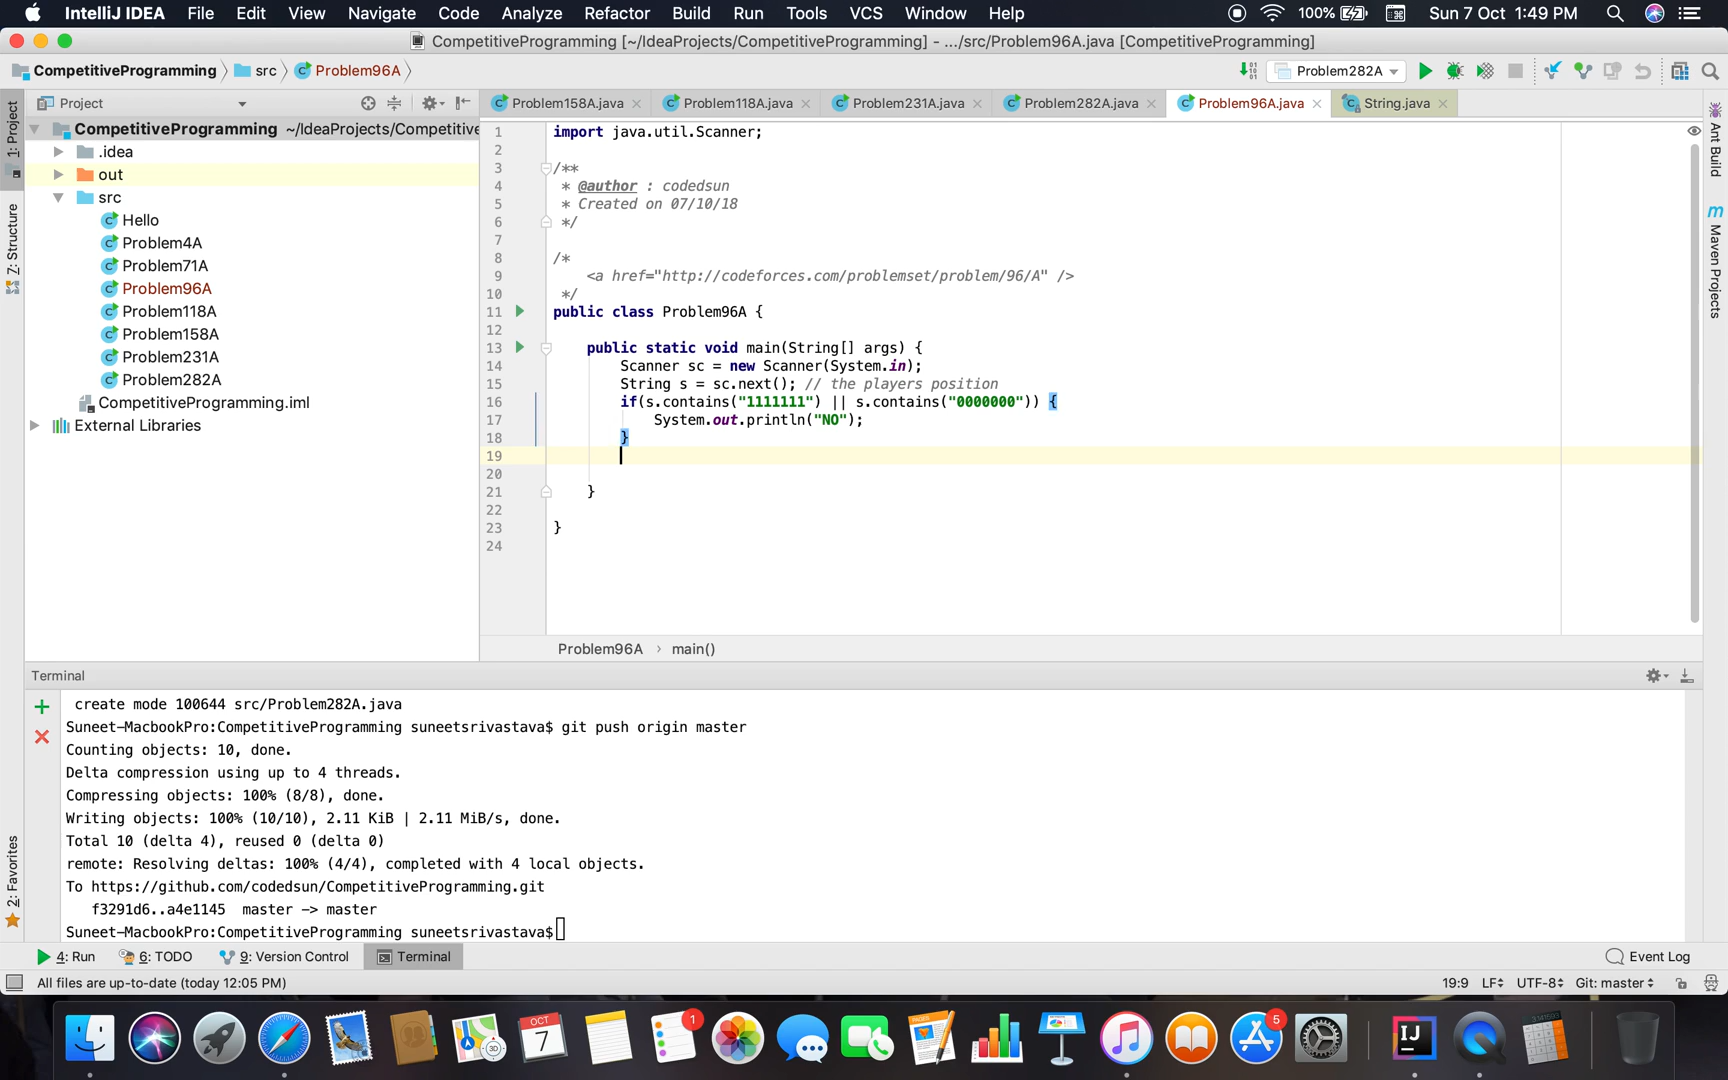 IntelliJ IDEA File Edit View Navigate Code Analyze Refactor Build Run Tools VCS Window Help 100% Sun 7 Oct 1:49 PM
CompetitiveProgramming [~/IdeaProjects/CompetitiveProgramming] - .../src/Problem96A.java [CompetitiveProgramming]
CompetitiveProgramming src Problem96A Problem282A
Project Problem158A.java Problem118A.java Problem231A.java Problem282A.java Problem96A.java String.java
1: Project
Z: Structure
2: Favorites
CompetitiveProgramming ~/IdeaProjects/Competitive
.idea
out
src
Hello
Problem4A
Problem71A
Problem96A
Problem118A
Problem158A
Problem231A
Problem282A
CompetitiveProgramming.iml
External Libraries
1 import java.util.Scanner;
2
3 /**
4 * @author : codedsun
5 * Created on 07/10/18
6 */
7
8 /*
9 <a href="http://codeforces.com/problemset/problem/96/A" />
10 */
11 public class Problem96A {
12
13 public static void main(String[] args) {
14 Scanner sc = new Scanner(System.in);
15 String s = sc.next(); // the players position
16 if(s.contains("1111111") || s.contains("0000000")) {
17 System.out.println("NO");
18 }
19
20
21 }
22
23 }
24
Problem96A › main()
Ant Build
m Maven Projects
Terminal
create mode 100644 src/Problem282A.java
Suneet-MacbookPro:CompetitiveProgramming suneetsrivastava$ git push origin master
Counting objects: 10, done.
Delta compression using up to 4 threads.
Compressing objects: 100% (8/8), done.
Writing objects: 100% (10/10), 2.11 KiB | 2.11 MiB/s, done.
Total 10 (delta 4), reused 0 (delta 0)
remote: Resolving deltas: 100% (4/4), completed with 4 local objects.
To https://github.com/codedsun/CompetitiveProgramming.git
f3291d6..a4e1145 master -> master
Suneet-MacbookPro:CompetitiveProgramming suneetsrivastava$
4: Run 6: TODO 9: Version Control Terminal Event Log
All files are up-to-date (today 12:05 PM) 19:9 LF UTF-8 Git: master
OCT 7 3D 1 PAGES 5 IJ